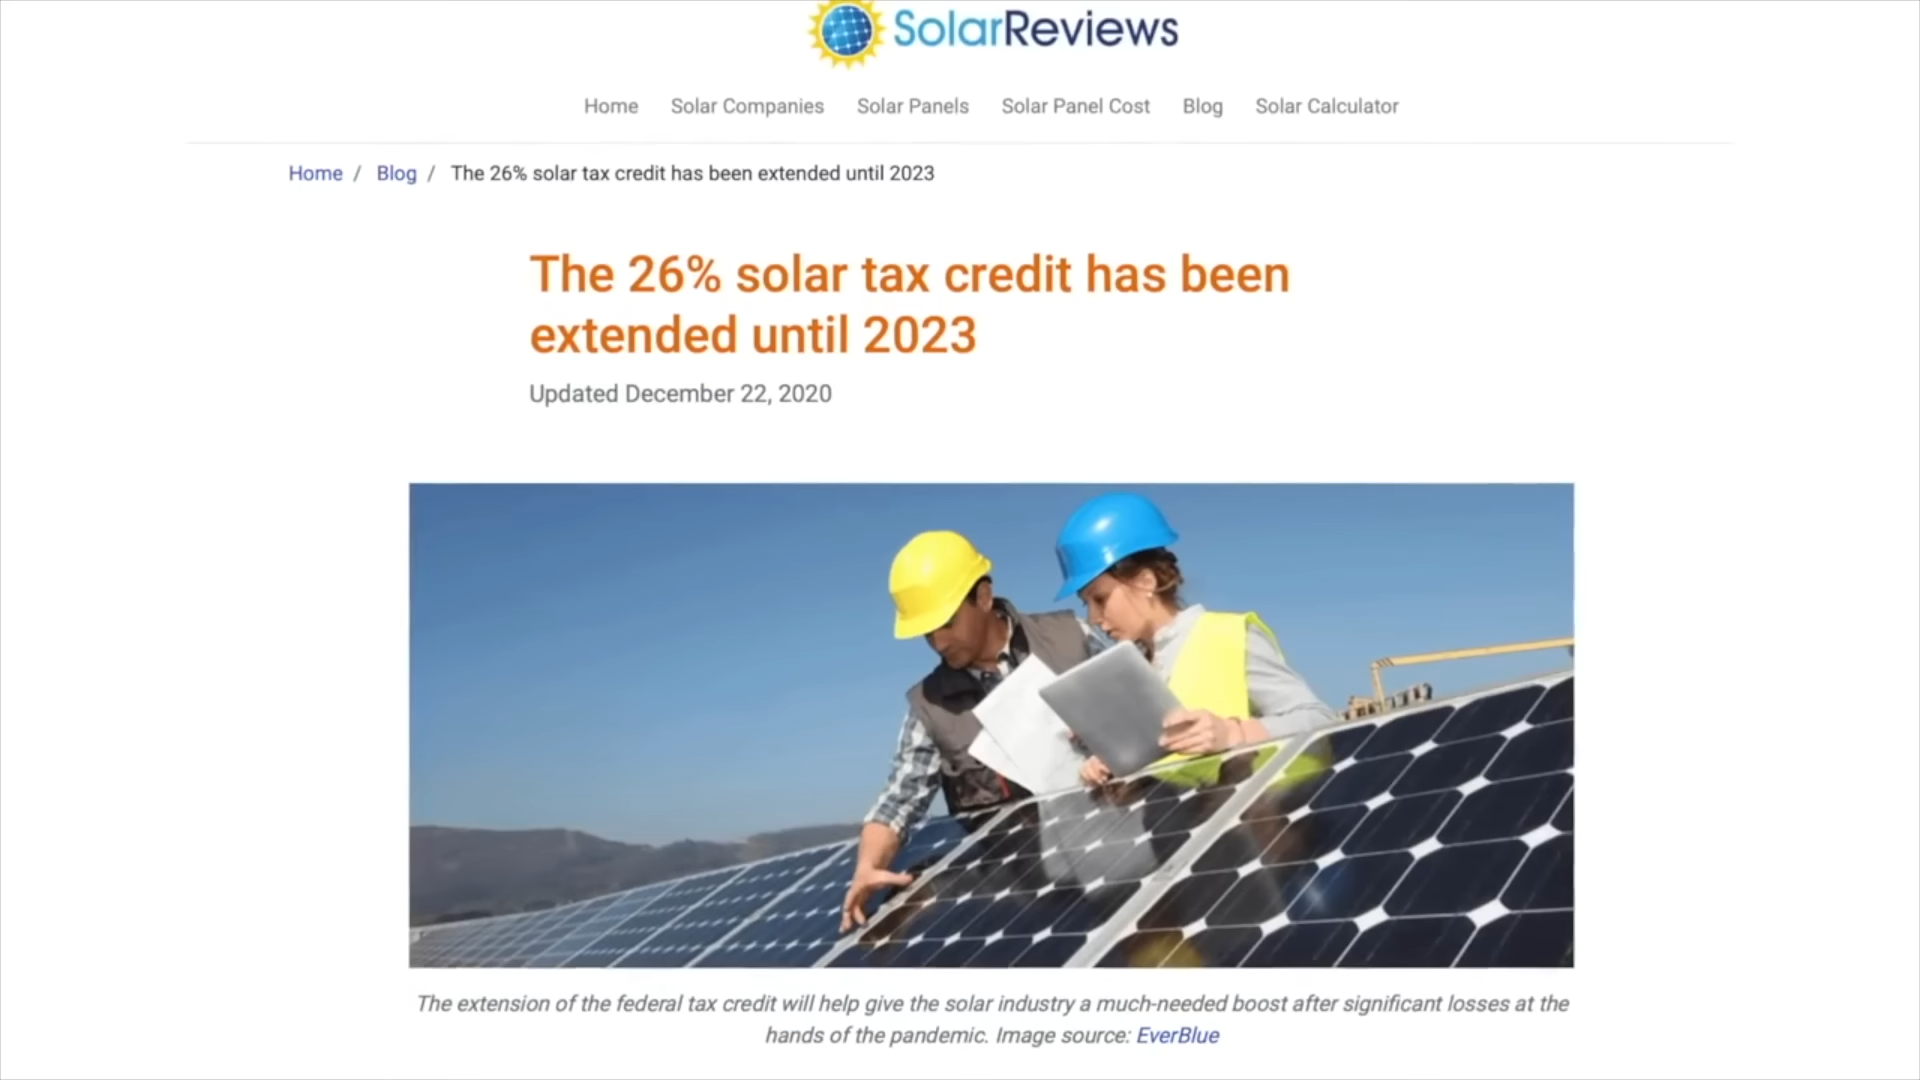 SolarReviews
Home Solar Companies Solar Panels Solar Panel Cost Blog Solar Calculator
Home / Blog / The 26% solar tax credit has been extended until 2023
The 26% solar tax credit has been
extended until 2023
Updated December 22, 2020
The extension of the federal tax credit will help give the solar industry a much-needed boost after significant losses at the
hands of the pandemic. Image source: EverBlue